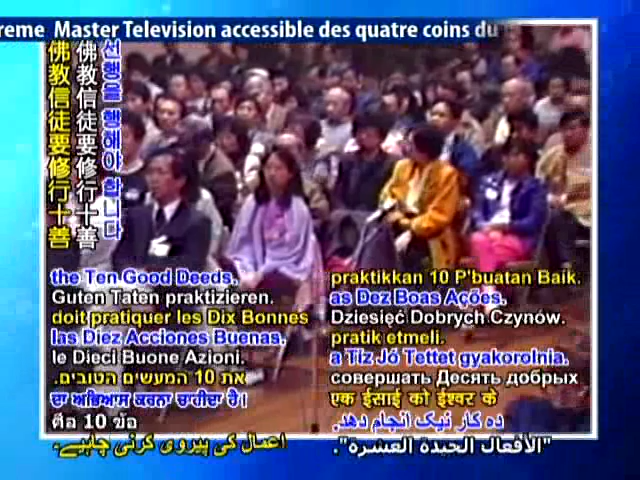 reme Master Television accessible des quatre coins du
佛教信徒要修行十善
佛教信徒要修行十善
선행을 행해야 합니다
the Ten Good Deeds.
Guten Taten praktizieren.
doit pratiquer les Dix Bonnes
las Diez Acciones Buenas.
le Dieci Buone Azioni.
את 10 המעשים הטובים.
ਦਾ ਅਭਿਆਸ ਕਰਨਾ ਚਾਹੀਦਾ ਹੈ।
คือ 10 ข้อ
اعمال کی پیروی کرنی چاہیے۔
praktikkan 10 P'buatan Baik.
as Dez Boas Ações.
Dziesięć Dobrych Czynów.
pratik etmeli.
a Tíz Jó Tettet gyakorolnia.
совершать Десять добрых
एक ईसाई को ईश्वर के
ده کار نیک انجام دهد.
"الأفعال الجيدة العشرة".